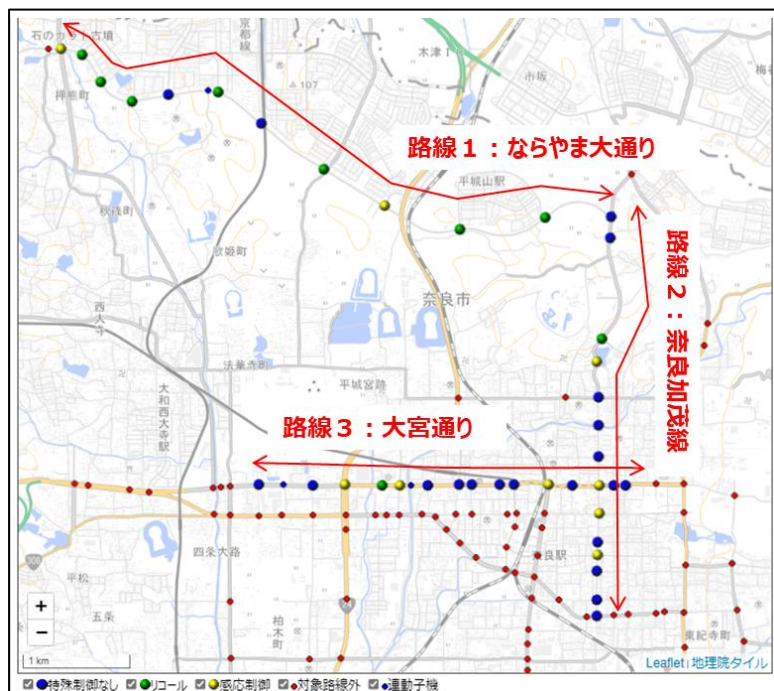 石のカラト古墳
京都線
木津I
市坂
梅谷
押熊町
107
路線１：ならやま大通り
平城山駅
秋篠町
歌姫町
路線２：奈良加茂線
奈良市
西大寺
法華寺町
平城宮跡
大和西大寺駅
路線３：大宮通り
308
四条大路
奈良駅
平松
五条
24
柏木町
東紀寺町
+
−
1 km
Leaflet | 地理院タイル
特殊制御なし リコール 感応制御 対象路線外 連動子機